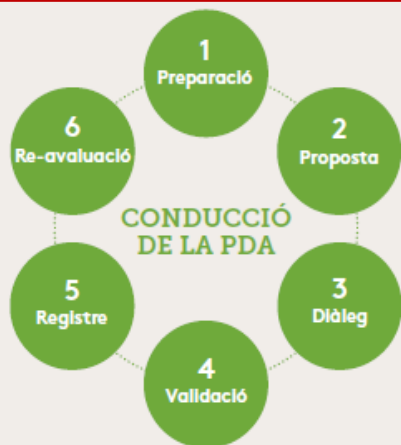 1
Preparació
2
Proposta
3
Diàleg
4
Validació
5
Registre
6
Re-avaluació
CONDUCCIÓ
DE LA PDA